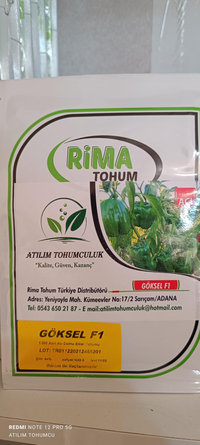 RİMA
TOHUM
ATILIM TOHUMCULUK
"Kalite, Güven, Kazanç"
GÖKSEL F1
Rima Tohum Türkiye Distribütörü
Adres: Yeniyayla Mah. Kümeevler No:17/2 Sarıçam/ADANA
Tel: 0543 650 21 87 - E mail:atilimtohumculuk@hotmail.com
GÖKSEL F1
REDMI NOTE 12 PRO 5G
ATILIM TOHUMCU